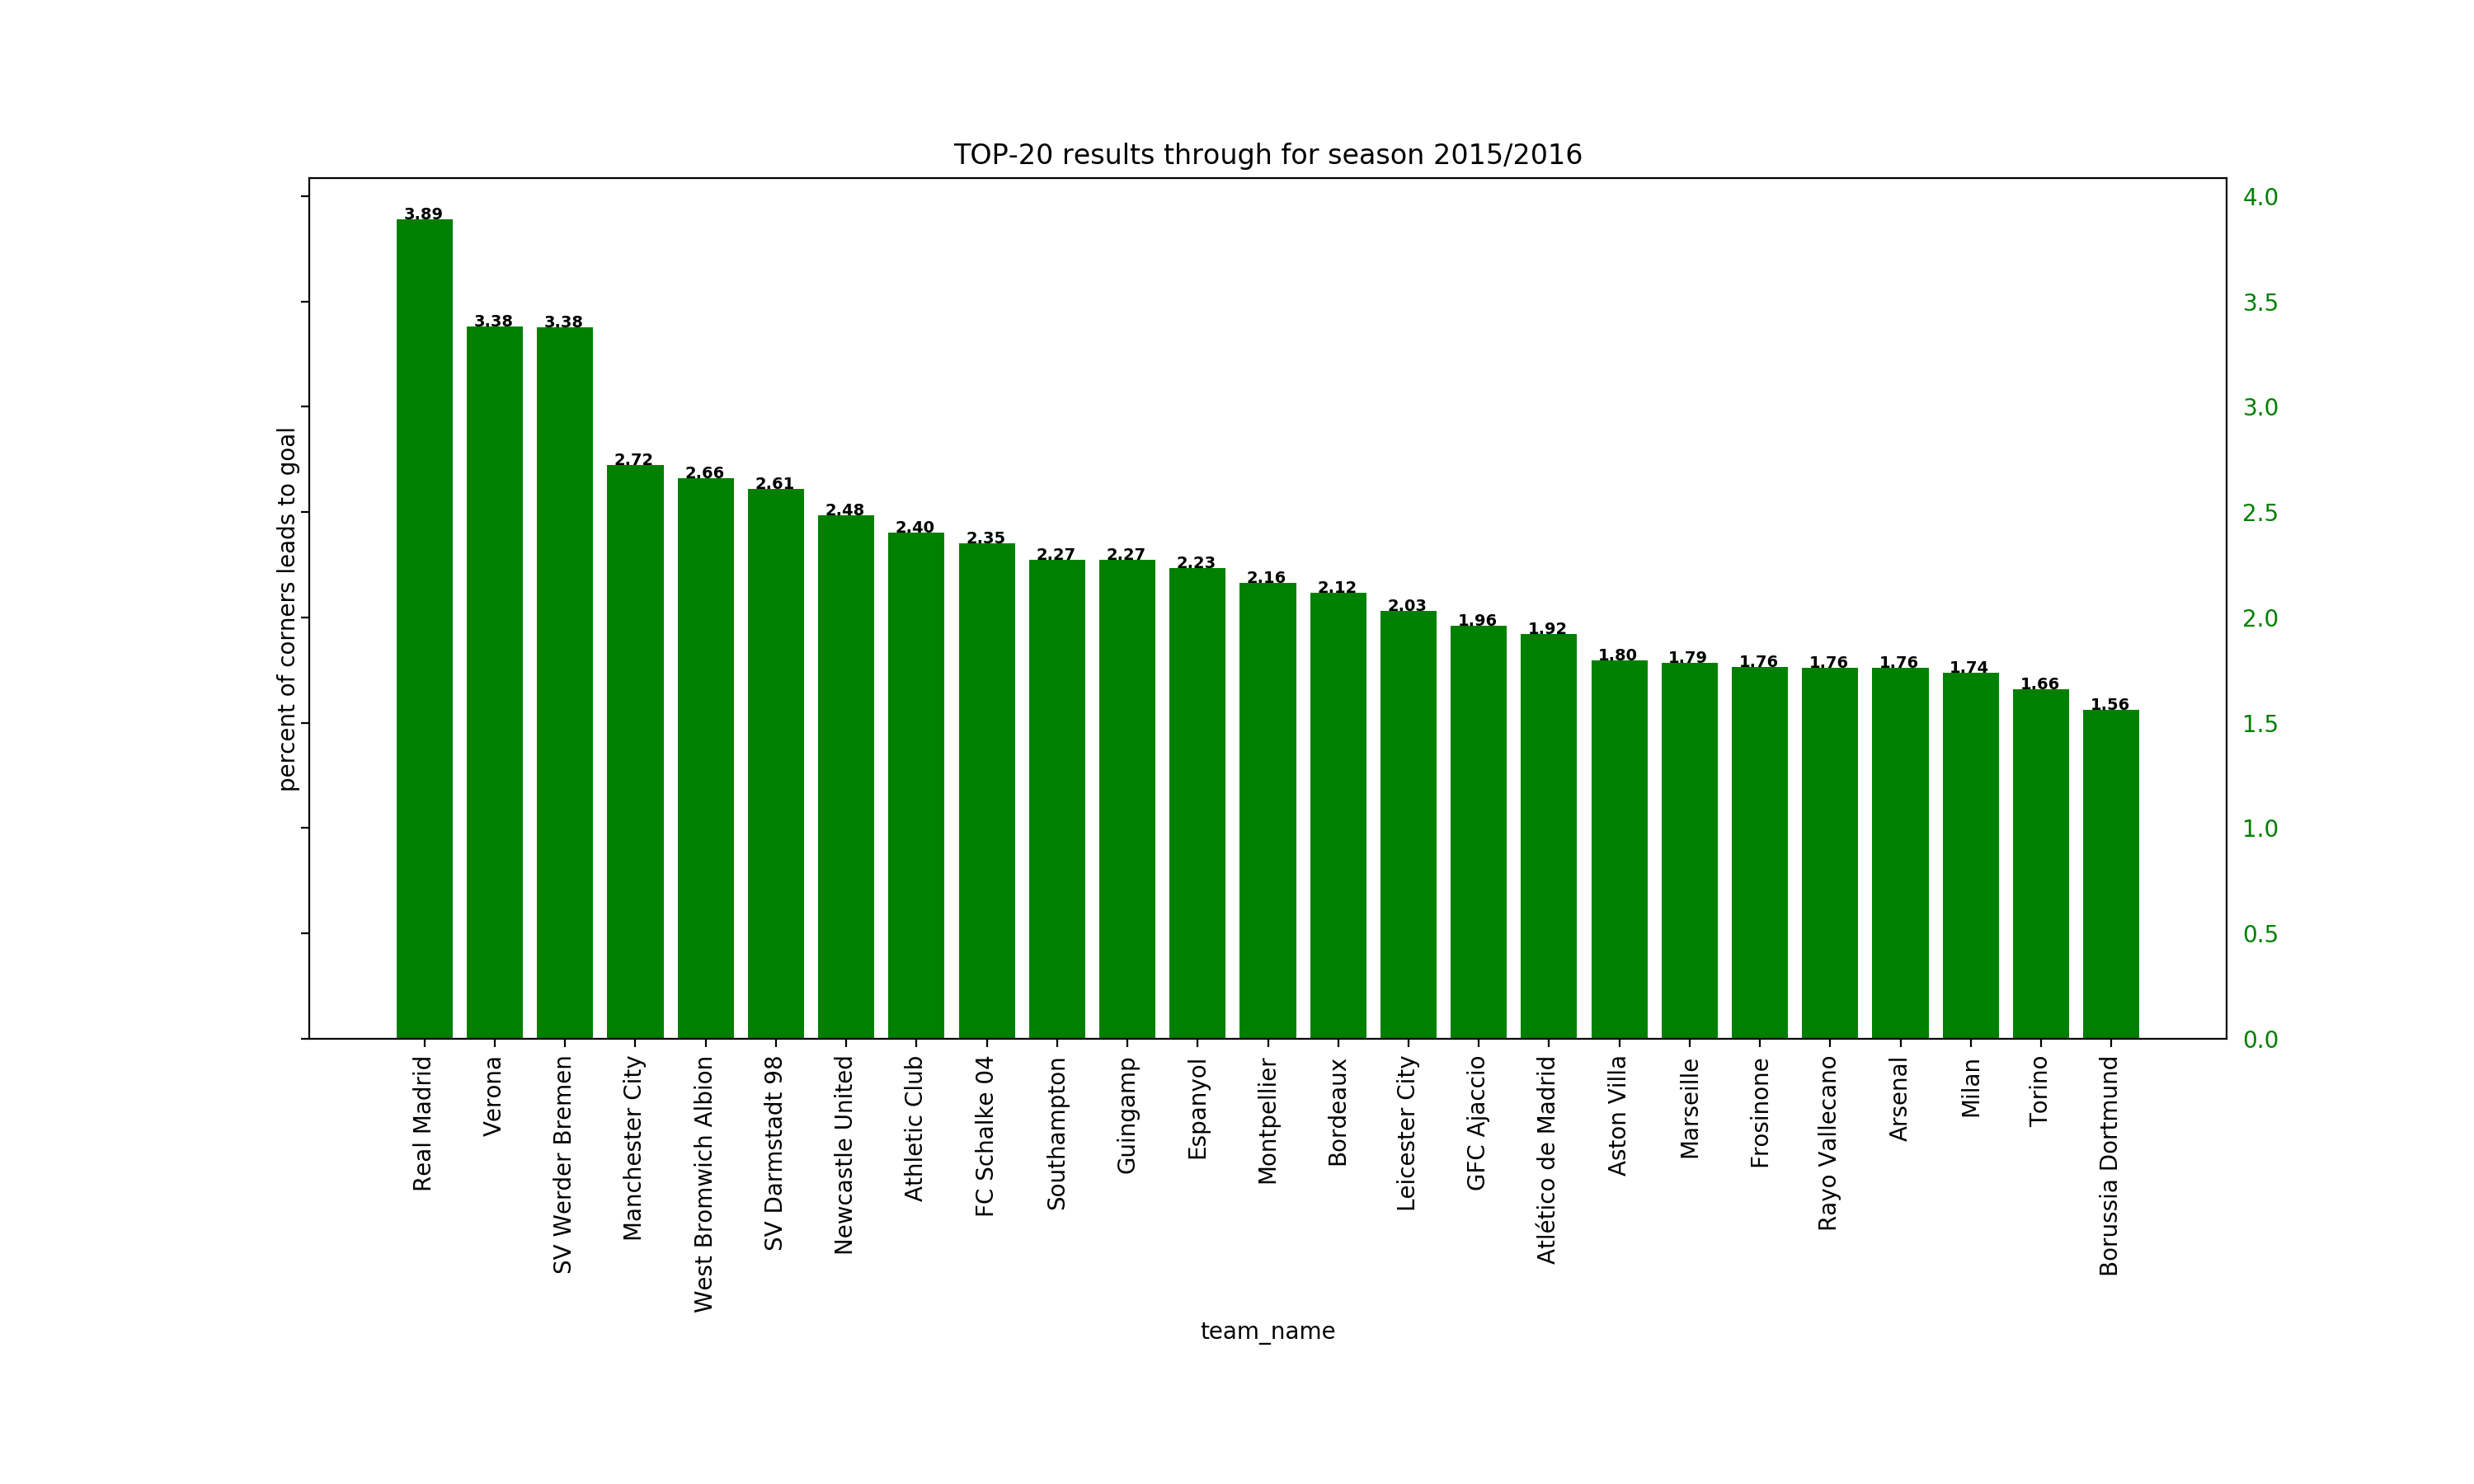 TOP-20 results through for season 2015/2016
percent of corners leads to goal
4.0
3.5
3.0
2.5
2.0
1.5
1.0
0.5
0.0
3.89
3.38
3.38
2.72
2.66
2.61
2.48
2.40
2.35
2.27
2.27
2.23
2.16
2.12
2.03
1.96
1.92
1.80
1.79
1.76
1.76
1.76
1.74
1.66
1.56
Real Madrid
Verona
SV Werder Bremen
Manchester City
West Bromwich Albion
SV Darmstadt 98
Newcastle United
Athletic Club
FC Schalke 04
Southampton
Guingamp
Espanyol
Montpellier
Bordeaux
Leicester City
GFC Ajaccio
Atlético de Madrid
Aston Villa
Marseille
Frosinone
Rayo Vallecano
Arsenal
Milan
Torino
Borussia Dortmund
team_name